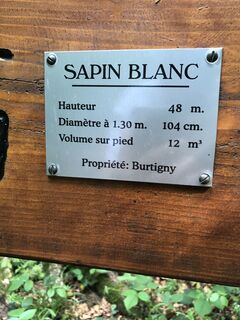 SAPIN BLANC
Hauteur 48 m.
Diamètre à 1.30 m. 104 cm.
Volume sur pied 12 m³
Propriété: Burtigny